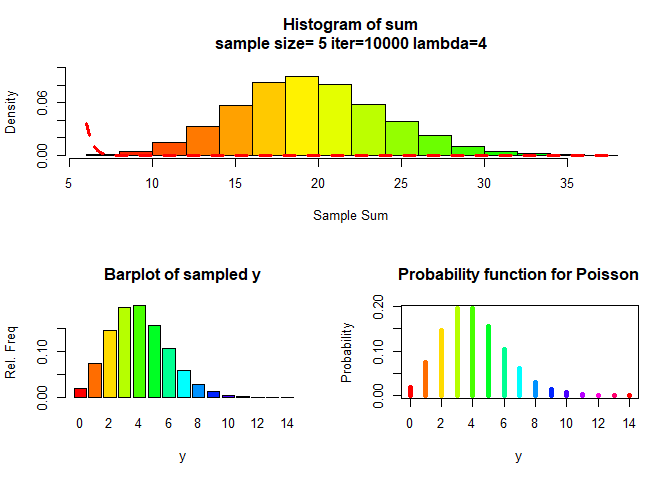 Histogram of sum
sample size= 5 iter=10000 lambda=4
Density
0.00 0.06
5 10 15 20 25 30 35
Sample Sum
Barplot of sampled y
Rel. Freq
0.00 0.10
0 2 4 6 8 10 12 14
y
Probability function for Poisson
Probability
0.00 0.10 0.20
0 2 4 6 8 10 12 14
y